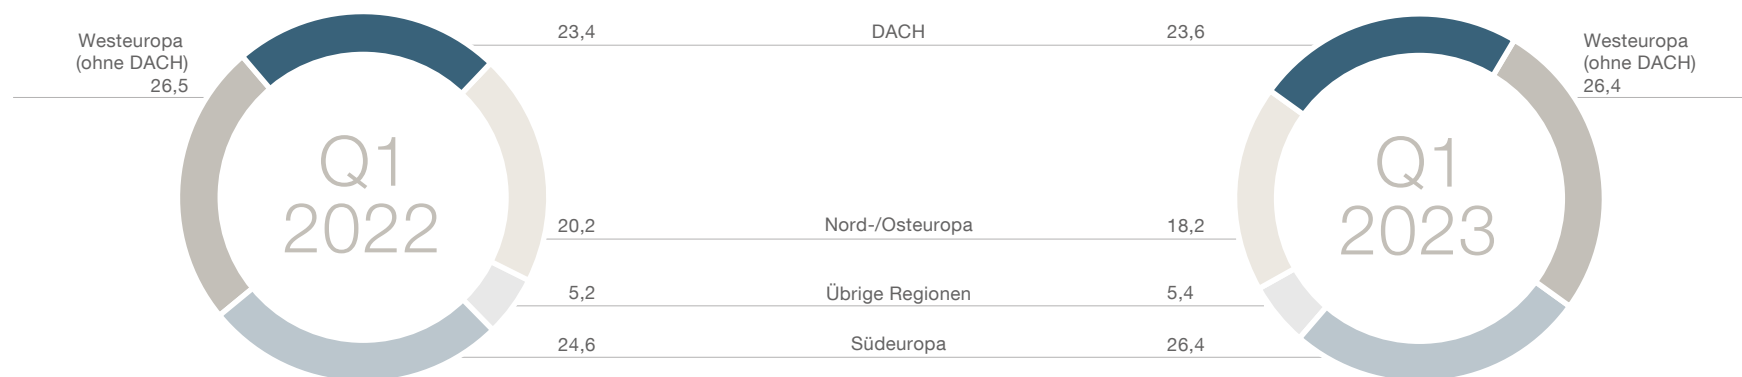 Westeuropa
(ohne DACH)
26,5
Q1
2022
23,4 DACH 23,6
20,2 Nord-/Osteuropa 18,2
5,2 Übrige Regionen 5,4
24,6 Südeuropa 26,4
Q1
2023
Westeuropa
(ohne DACH)
26,4